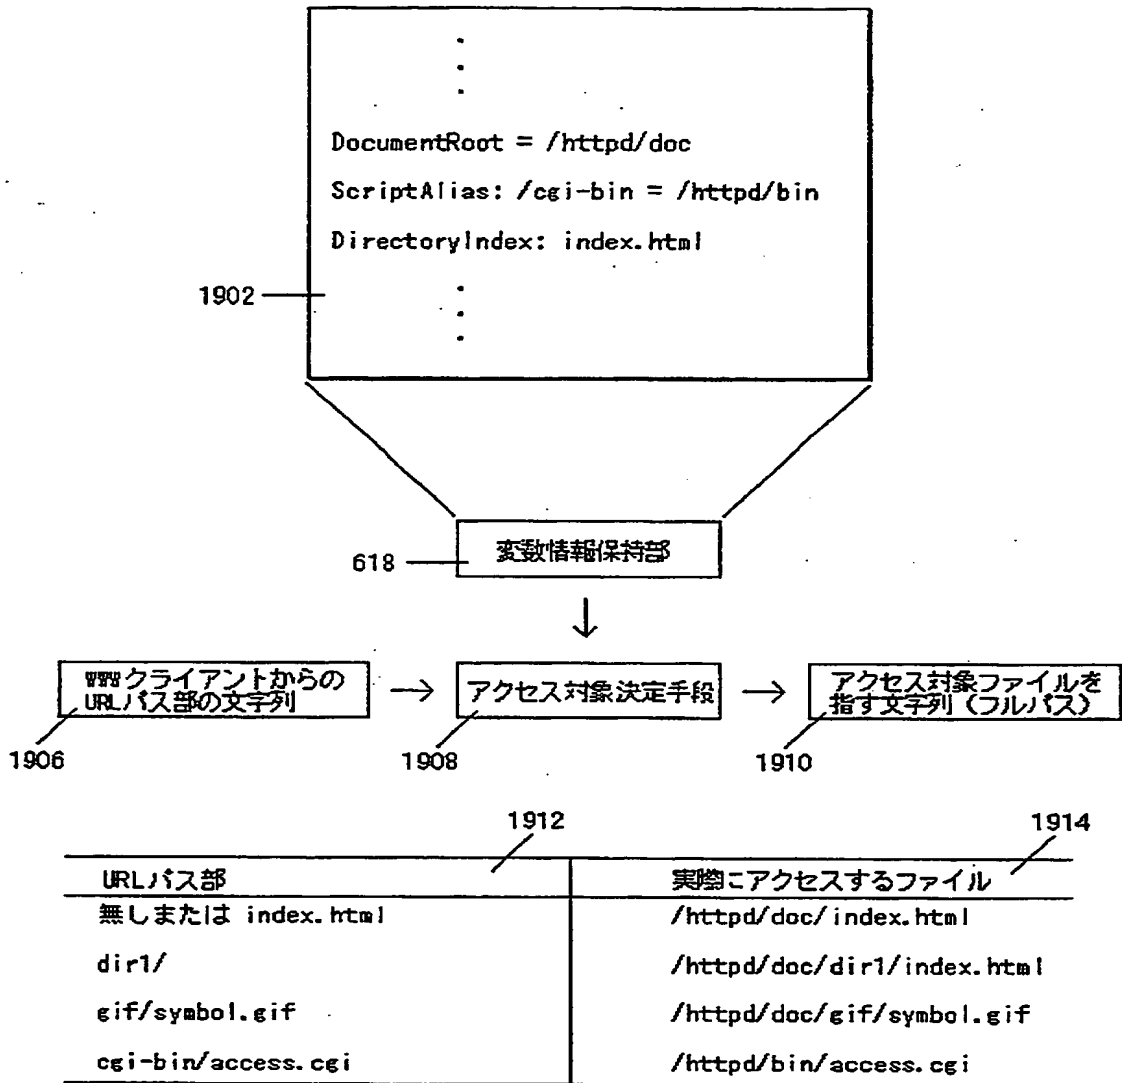 DocumentRoot = /httpd/doc
ScriptAlias: /cgi-bin = /httpd/bin
DirectoryIndex: index.html
1902
618
変数情報保持部
WWWクライアントからの
URLパス部の文字列
アクセス対象決定手段
アクセス対象ファイルを
指す文字列(フルパス)
1906
1908
1910
1912
1914
URLパス部
実際にアクセスするファイル
無しまたは index.html
/httpd/doc/index.html
dir1/
/httpd/doc/dir1/index.html
gif/symbol.gif
/httpd/doc/gif/symbol.gif
cgi-bin/access.cgi
/httpd/bin/access.cgi